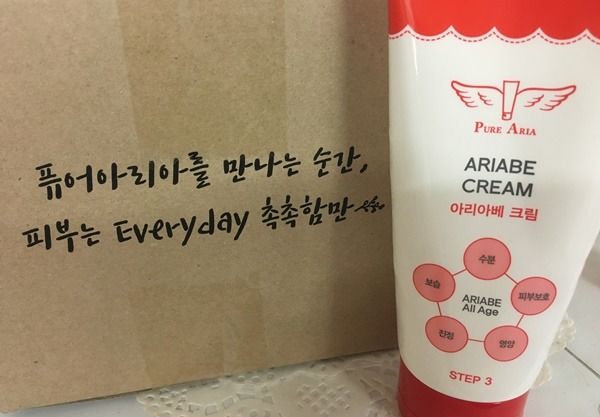 퓨어아리아를 만나는 순간,
피부는 Everyday 촉촉함만
PURE ARIA
ARIABE
CREAM
아리아베 크림
수분
보습
피부보호
ARIABE
All Age
진정
영양
STEP 3